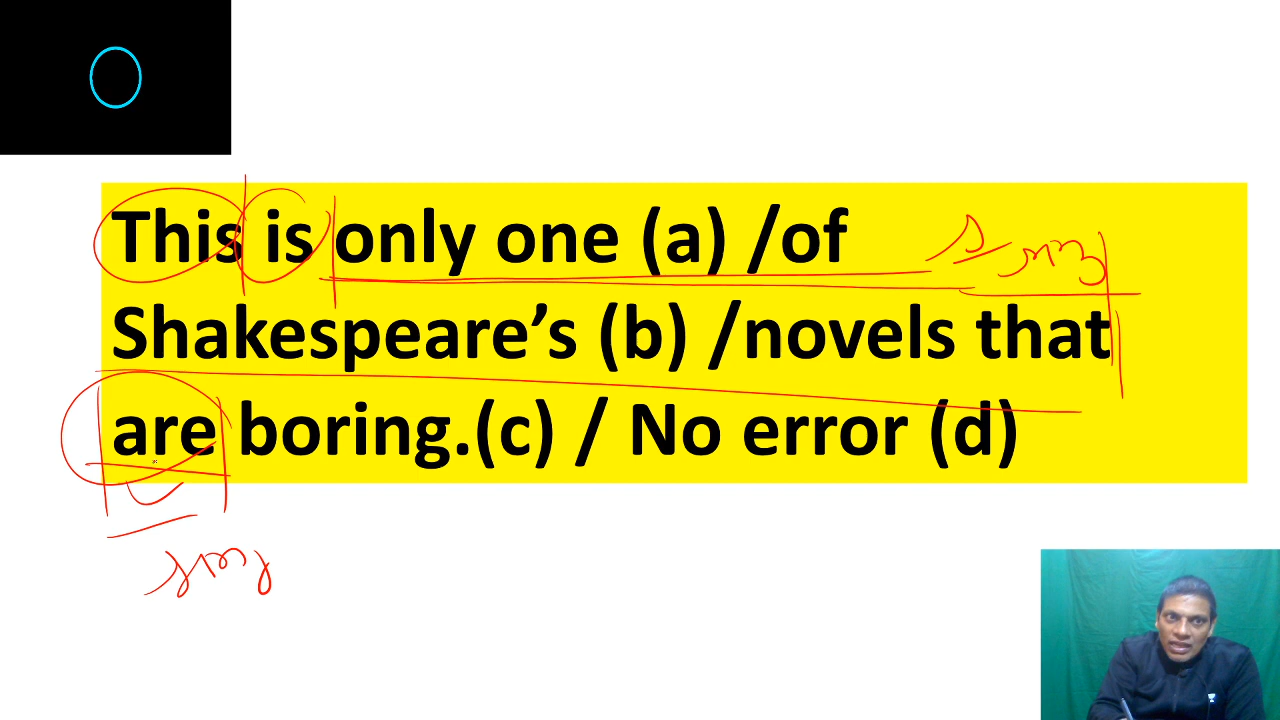 This is only one (a) /of
Shakespeare’s (b) /novels that
are boring.(c) / No error (d)